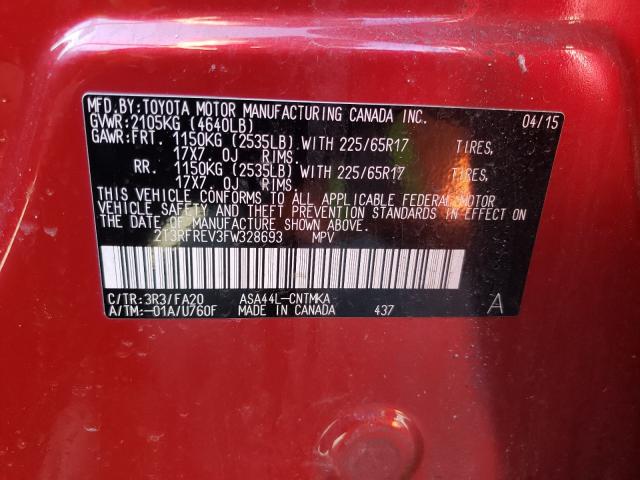 MFD.BY:TOYOTA MOTOR MANUFACTURING CANADA INC. 04/15
GVWR:2105KG (4640LB)
GAWR:FRT. 1150KG (2535LB) WITH 225/65R17 TIRES,
17X7.0J RIMS.
RR. 1150KG (2535LB) WITH 225/65R17 TIRES,
17X7.0J RIMS.
THIS VEHICLE CONFORMS TO ALL APPLICABLE FEDERAL MOTOR
VEHICLE SAFETY AND THEFT PREVENTION STANDARDS IN EFFECT ON
THE DATE OF MANUFACTURE SHOWN ABOVE.
2T3RFREV3FW328693 MPV
C/TR:3R3/FA20 ASA44L-CNTMKA
A/TM:-01A/U760F MADE IN CANADA 437 A